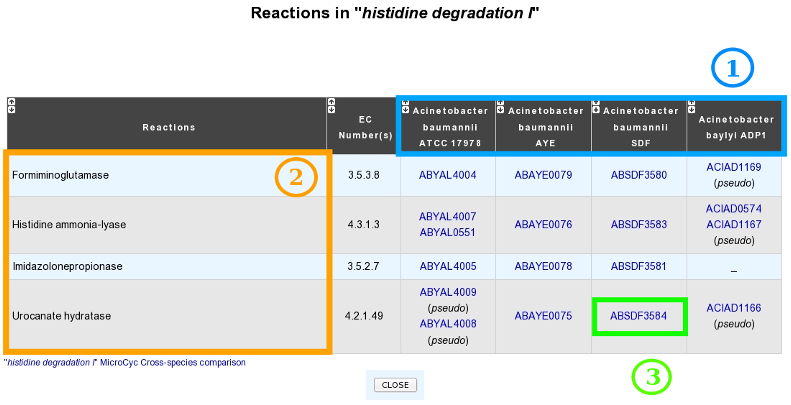 Reactions in "histidine degradation I"
1
Reactions
EC
Number(s)
Acinetobacter
baumannii
ATCC 17978
Acinetobacter
baumannii
AYE
Acinetobacter
baumannii
SDF
Acinetobacter
baylyi ADP1
2
Formiminoglutamase
3.5.3.8
ABYAL4004
ABAYE0079
ABSDF3580
ACIAD1169
(pseudo)
Histidine ammonia-lyase
4.3.1.3
ABYAL4007
ABYAL0551
ABAYE0076
ABSDF3583
ACIAD0574
ACIAD1167
(pseudo)
Imidazolonepropionase
3.5.2.7
ABYAL4005
ABAYE0078
ABSDF3581
_
Urocanate hydratase
4.2.1.49
ABYAL4009
(pseudo)
ABYAL4008
(pseudo)
ABAYE0075
ABSDF3584
ACIAD1166
(pseudo)
"histidine degradation I" MicroCyc Cross-species comparison
3
CLOSE